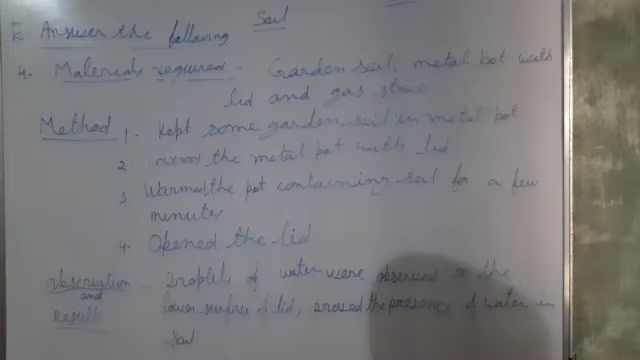 Soil
E Answer the following
4. Materials required - Garden soil, metal pot with
lid and gas stove
Method 1. Kept some garden soil in metal pot
2. overed the metal pot with lid
3 Warmed the pot containing soil for a few
minutes
4. Opened the lid
observation - Droplets of water were observed on the
and
Result lower surface of lid, proved the presence of water in
soil